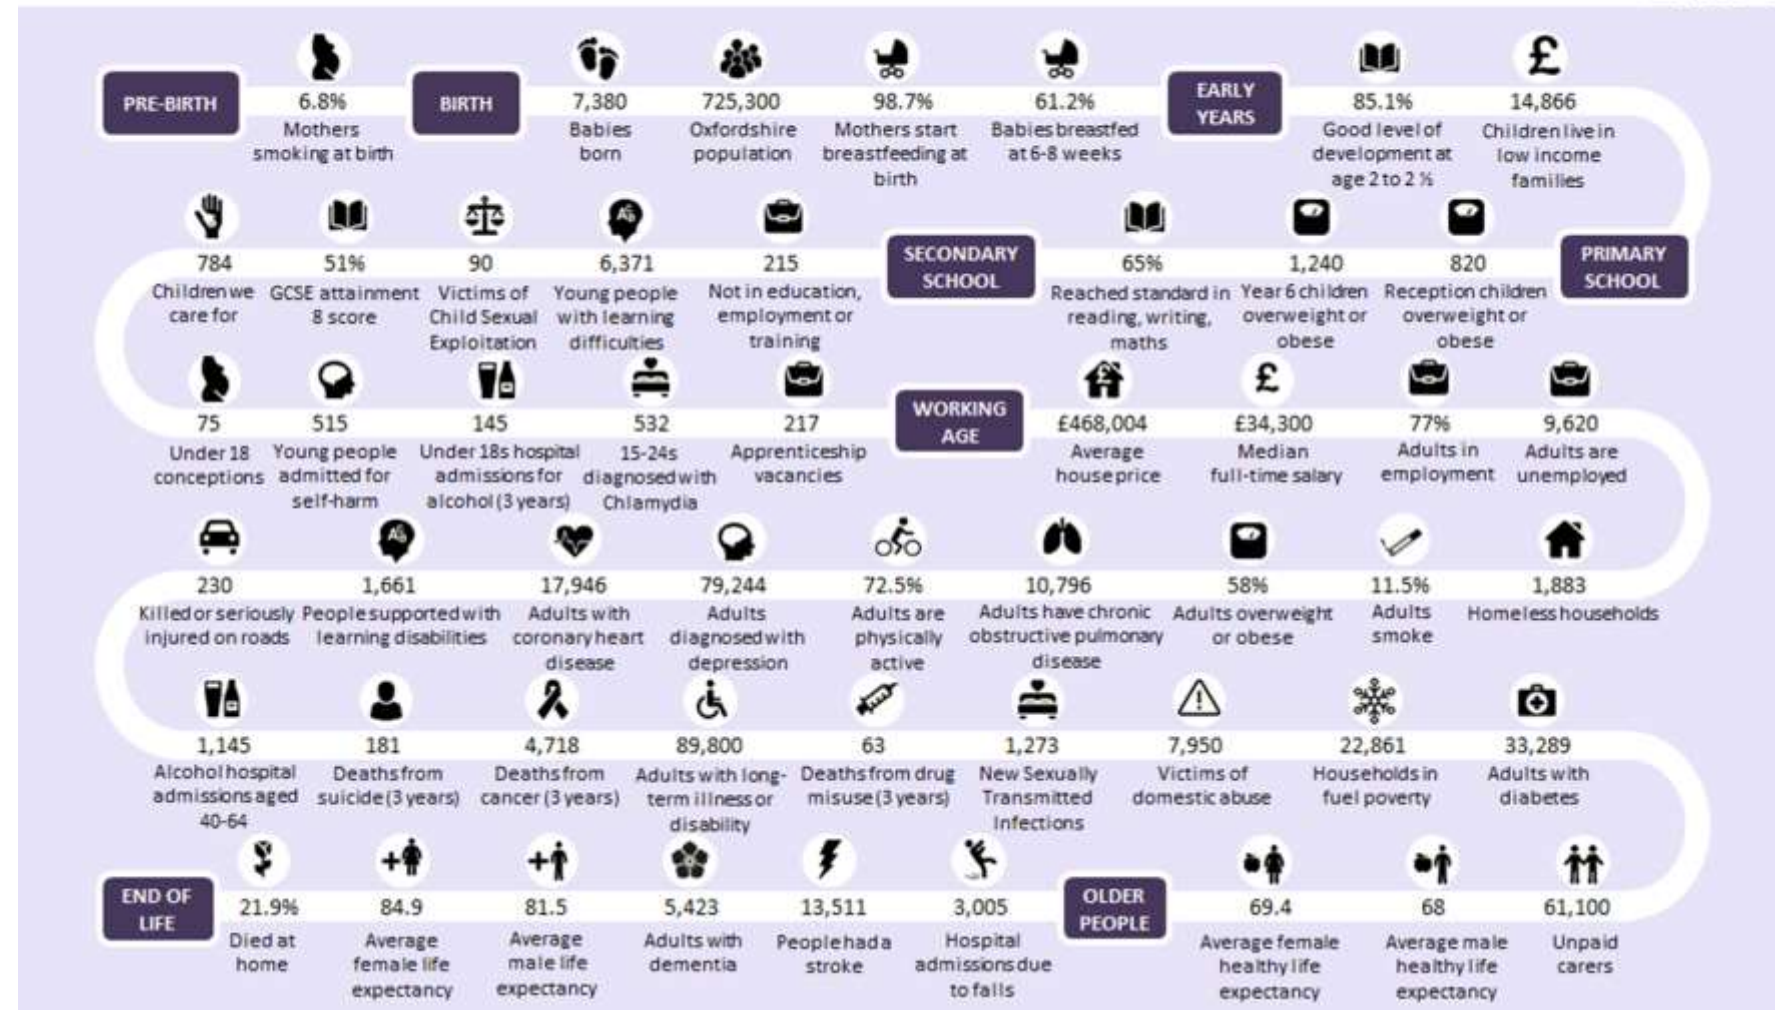 PRE-BIRTH
6.8%
Mothers
smoking at birth
BIRTH
7,380
Babies
born
725,300
Oxfordshire
population
98.7%
Mothers start
breastfeeding at
birth
61.2%
Babies breastfed
at 6-8 weeks
EARLY
YEARS
85.1%
Good level of
development at
age 2 to 2 ½
£
14,866
Children live in
low income
families
784
Children we
care for
51%
GCSE attainment
8 score
90
Victims of
Child Sexual
Exploitation
6,371
Young people
with learning
difficulties
215
Not in education,
employment or
training
SECONDARY
SCHOOL
65%
Reached standard in
reading, writing,
maths
1,240
Year 6 children
overweight or
obese
820
Reception children
overweight or
obese
PRIMARY
SCHOOL
75
Under 18
conceptions
515
Young people
admitted for
self-harm
145
Under 18s hospital
admissions for
alcohol (3 years)
532
15-24s
diagnosed with
Chlamydia
217
Apprenticeship
vacancies
WORKING
AGE
£
£468,004
Average
house price
£
£34,300
Median
full-time salary
77%
Adults in
employment
9,620
Adults are
unemployed
230
Killed or seriously
injured on roads
1,661
People supported with
learning disabilities
17,946
Adults with
coronary heart
disease
79,244
Adults
diagnosed with
depression
72.5%
Adults are
physically
active
10,796
Adults have chronic
obstructive pulmonary
disease
58%
Adults overweight
or obese
11.5%
Adults
smoke
1,883
Homeless households
1,145
Alcohol hospital
admissions aged
40-64
181
Deaths from
suicide (3 years)
4,718
Deaths from
cancer (3 years)
89,800
Adults with long-
term illness or
disability
63
Deaths from drug
misuse (3 years)
1,273
New Sexually
Transmitted
Infections
7,950
Victims of
domestic abuse
22,861
Households in
fuel poverty
33,289
Adults with
diabetes
END OF
LIFE
21.9%
Died at
home
84.9
Average
female life
expectancy
81.5
Average
male life
expectancy
5,423
Adults with
dementia
13,511
People had a
stroke
3,005
Hospital
admissions due
to falls
OLDER
PEOPLE
69.4
Average female
healthy life
expectancy
68
Average male
healthy life
expectancy
61,100
Unpaid
carers